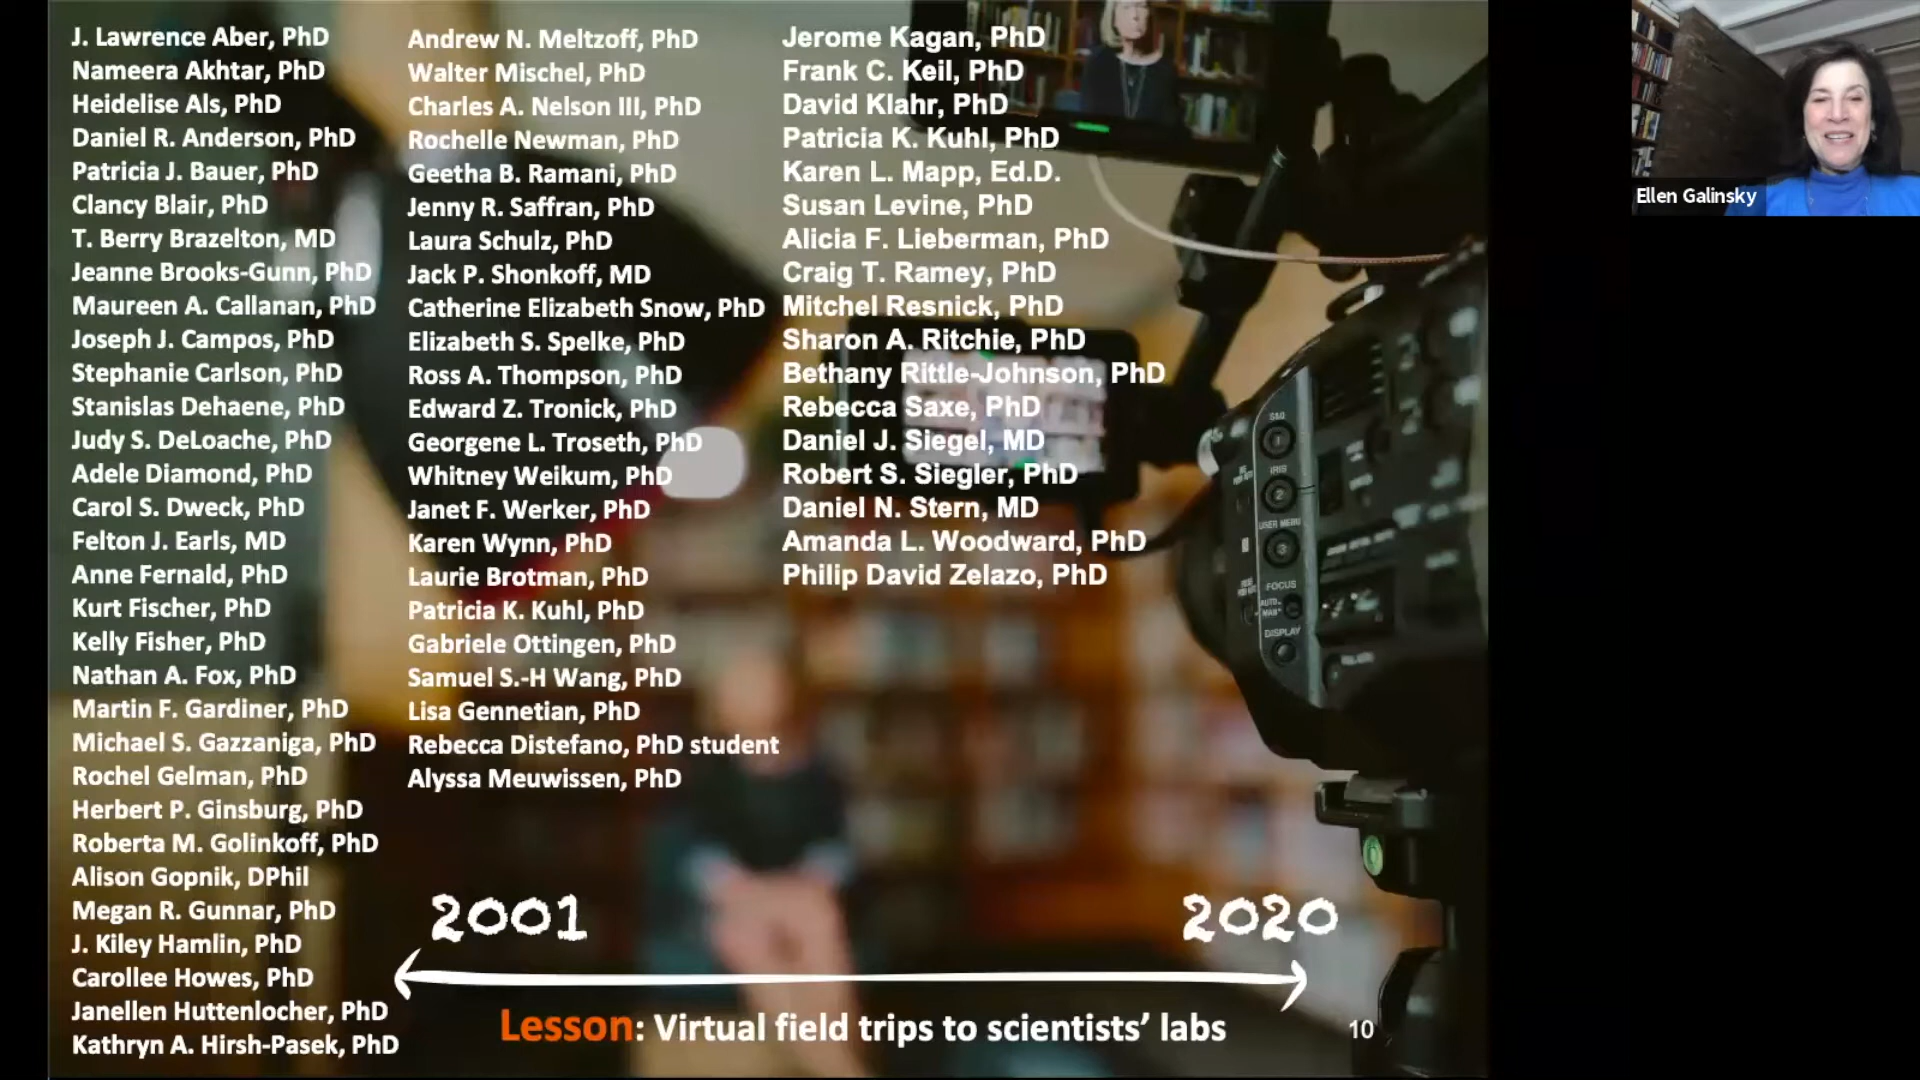 J. Lawrence Aber, PhD
Nameera Akhtar, PhD
Heidelise Als, PhD
Daniel R. Anderson, PhD
Patricia J. Bauer, PhD
Clancy Blair, PhD
T. Berry Brazelton, MD
Jeanne Brooks-Gunn, PhD
Maureen A. Callanan, PhD
Joseph J. Campos, PhD
Stephanie Carlson, PhD
Stanislas Dehaene, PhD
Judy S. DeLoache, PhD
Adele Diamond, PhD
Carol S. Dweck, PhD
Felton J. Earls, MD
Anne Fernald, PhD
Kurt Fischer, PhD
Kelly Fisher, PhD
Nathan A. Fox, PhD
Martin F. Gardiner, PhD
Michael S. Gazzaniga, PhD
Rochel Gelman, PhD
Herbert P. Ginsburg, PhD
Roberta M. Golinkoff, PhD
Alison Gopnik, DPhil
Megan R. Gunnar, PhD
J. Kiley Hamlin, PhD
Carollee Howes, PhD
Janellen Huttenlocher, PhD
Kathryn A. Hirsh-Pasek, PhD
Andrew N. Meltzoff, PhD
Walter Mischel, PhD
Charles A. Nelson III, PhD
Rochelle Newman, PhD
Geetha B. Ramani, PhD
Jenny R. Saffran, PhD
Laura Schulz, PhD
Jack P. Shonkoff, MD
Catherine Elizabeth Snow, PhD
Elizabeth S. Spelke, PhD
Ross A. Thompson, PhD
Edward Z. Tronick, PhD
Georgene L. Troseth, PhD
Whitney Weikum, PhD
Janet F. Werker, PhD
Karen Wynn, PhD
Laurie Brotman, PhD
Patricia K. Kuhl, PhD
Gabriele Ottingen, PhD
Samuel S.-H Wang, PhD
Lisa Gennetian, PhD
Rebecca Distefano, PhD student
Alyssa Meuwissen, PhD
Jerome Kagan, PhD
Frank C. Keil, PhD
David Klahr, PhD
Patricia K. Kuhl, PhD
Karen L. Mapp, Ed.D.
Susan Levine, PhD
Alicia F. Lieberman, PhD
Craig T. Ramey, PhD
Mitchel Resnick, PhD
Sharon A. Ritchie, PhD
Bethany Rittle-Johnson, PhD
Rebecca Saxe, PhD
Daniel J. Siegel, MD
Robert S. Siegler, PhD
Daniel N. Stern, MD
Amanda L. Woodward, PhD
Philip David Zelazo, PhD
S&Q
1
IRIS
2
USER MENU
3
FOCUS
DISPLAY
2001
2020
Lesson: Virtual field trips to scientists' labs
10
Ellen Galinsky